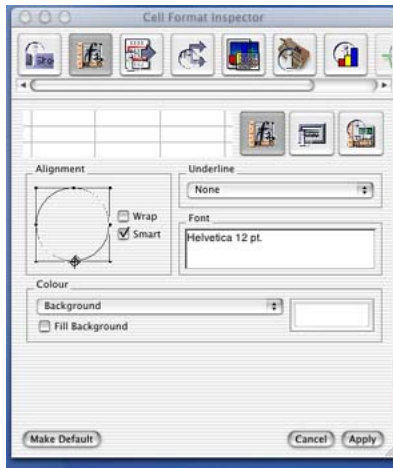 Cell Format Inspector
Alignment
Wrap
Smart
Underline
None
Font
Helvetica 12 pt.
Colour
Background
Fill Background
Make Default
Cancel
Apply